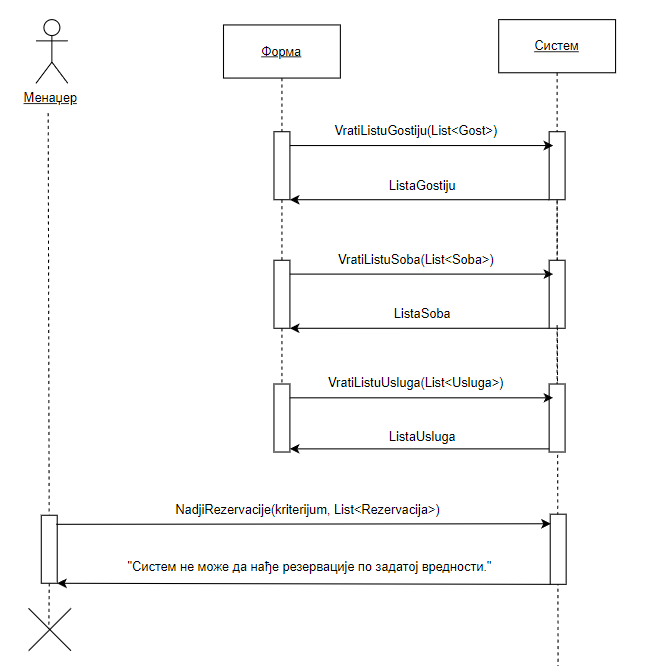 Форма
Систем
Менаџер
VratiListuGostiju(List<Gost>)
ListaGostiju
VratiListuSoba(List<Soba>)
ListaSoba
VratiListuUsluga(List<Usluga>)
ListaUsluga
NadjiRezervacije(kriterijum, List<Rezervacija>)
"Систем не може да нађе резервације по задатој вредности."